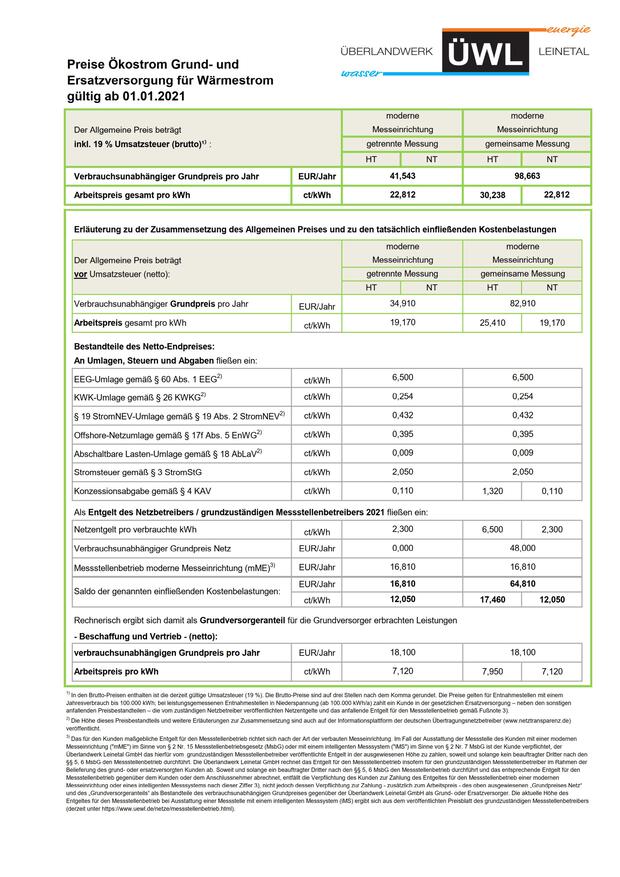 energie
ÜBERLANDWERK ÜWL LEINETAL
wasser
Preise Ökostrom Grund- und
Ersatzversorgung für Wärmestrom
gültig ab 01.01.2021
moderne moderne
Der Allgemeine Preis beträgt Messeinrichtung Messeinrichtung
inkl. 19 % Umsatzsteuer (brutto)¹⁾ : getrennte Messung gemeinsame Messung
HT NT HT NT
Verbrauchsunabhängiger Grundpreis pro Jahr EUR/Jahr 41,543 98,663
Arbeitspreis gesamt pro kWh ct/kWh 22,812 30,238 22,812
Erläuterung zu der Zusammensetzung des Allgemeinen Preises und zu den tatsächlich einfließenden Kostenbelastungen
moderne moderne
Der Allgemeine Preis beträgt Messeinrichtung Messeinrichtung
vor Umsatzsteuer (netto): getrennte Messung gemeinsame Messung
HT NT HT NT
Verbrauchsunabhängiger Grundpreis pro Jahr EUR/Jahr 34,910 82,910
Arbeitspreis gesamt pro kWh ct/kWh 19,170 25,410 19,170
Bestandteile des Netto-Endpreises:
An Umlagen, Steuern und Abgaben fließen ein:
EEG-Umlage gemäß § 60 Abs. 1 EEG²⁾ ct/kWh 6,500 6,500
KWK-Umlage gemäß § 26 KWKG²⁾ ct/kWh 0,254 0,254
§ 19 StromNEV-Umlage gemäß § 19 Abs. 2 StromNEV²⁾ ct/kWh 0,432 0,432
Offshore-Netzumlage gemäß § 17f Abs. 5 EnWG²⁾ ct/kWh 0,395 0,395
Abschaltbare Lasten-Umlage gemäß § 18 AbLaV²⁾ ct/kWh 0,009 0,009
Stromsteuer gemäß § 3 StromStG ct/kWh 2,050 2,050
Konzessionsabgabe gemäß § 4 KAV ct/kWh 0,110 1,320 0,110
Als Entgelt des Netzbetreibers / grundzuständigen Messstellenbetreibers 2021 fließen ein:
Netzentgelt pro verbrauchte kWh ct/kWh 2,300 6,500 2,300
Verbrauchsunabhängiger Grundpreis Netz EUR/Jahr 0,000 48,000
Messstellenbetrieb moderne Messeinrichtung (mME)³⁾ EUR/Jahr 16,810 16,810
Saldo der genannten einfließenden Kostenbelastungen: EUR/Jahr 16,810 64,810
ct/kWh 12,050 17,460 12,050
Rechnerisch ergibt sich damit als Grundversorgeranteil für die Grundversorger erbrachten Leistungen
- Beschaffung und Vertrieb - (netto):
verbrauchsunabhängigen Grundpreis pro Jahr EUR/Jahr 18,100 18,100
Arbeitspreis pro kWh ct/kWh 7,120 7,950 7,120
¹⁾ In den Brutto-Preisen enthalten ist die derzeit gültige Umsatzsteuer (19 %). Die Brutto-Preise sind auf drei Stellen nach dem Komma gerundet. Die Preise gelten für Entnahmestellen mit einem
Jahresverbrauch bis 100.000 kWh; bei leistungsgemessenen Entnahmestellen in Niederspannung (ab 100.000 kWh/a) zahlt ein Kunde in der gesetzlichen Ersatzversorgung – neben den sonstigen
anfallenden Preisbestandteilen – die vom zuständigen Netzbetreiber veröffentlichten Netzentgelte und das anfallende Entgelt für den Messstellenbetrieb gemäß Fußnote 3).
²⁾ Die Höhe dieses Preisbestandteils und weitere Erläuterungen zur Zusammensetzung sind auch auf der Informationsplattform der deutschen Übertragungsnetzbetreiber (www.netztransparenz.de)
veröffentlicht.
³⁾ Das für den Kunden maßgebliche Entgelt für den Messstellenbetrieb richtet sich nach der Art der verbauten Messeinrichtung. Im Fall der Ausstattung der Messstelle des Kunden mit einer modernen
Messeinrichtung ("mME") im Sinne von § 2 Nr. 15 Messstellenbetriebsgesetz (MsbG) oder mit einem intelligenten Messsystem ("iMS") im Sinne von § 2 Nr. 7 MsbG ist der Kunde verpflichtet, der
Überlandwerk Leinetal GmbH das hierfür vom grundzuständigen Messstellenbetreiber veröffentlichte Entgelt in der ausgewiesenen Höhe zu zahlen, soweit und solange kein beauftragter Dritter nach den
§§ 5, 6 MsbG den Messstellenbetrieb durchführt. Die Überlandwerk Leinetal GmbH rechnet das Entgelt für den Messstellenbetrieb insofern für den grundzuständigen Messstellenbetreiber im Rahmen der
Belieferung des grund- oder ersatzversorgten Kunden ab. Soweit und solange ein beauftragter Dritter nach den §§ 5, 6 MsbG den Messstellenbetrieb durchführt und das entsprechende Entgelt für den
Messstellenbetrieb gegenüber dem Kunden oder dem Anschlussnehmer abrechnet, entfällt die Verpflichtung des Kunden zur Zahlung des Entgeltes für den Messstellenbetrieb mit einer modernen
Messeinrichtung oder eines intelligenten Messsystems nach dieser Ziffer 3), nicht jedoch dessen Verpflichtung zur Zahlung - zusätzlich zum Arbeitspreis - des oben ausgewiesenen „Grundpreises Netz“
und des „Grundversorgeranteils“ als Bestandteile des verbrauchsunabhängigen Grundpreises gegenüber der Überlandwerk Leinetal GmbH als Grund- oder Ersatzversorger. Die aktuelle Höhe des
Entgeltes für den Messstellenbetrieb bei Ausstattung einer Messstelle mit einem intelligenten Messsystem (iMS) ergibt sich aus dem veröffentlichten Preisblatt des grundzuständigen Messstellenbetreibers
(derzeit unter https://www.uewl.de/netze/messstellenbetrieb.html).